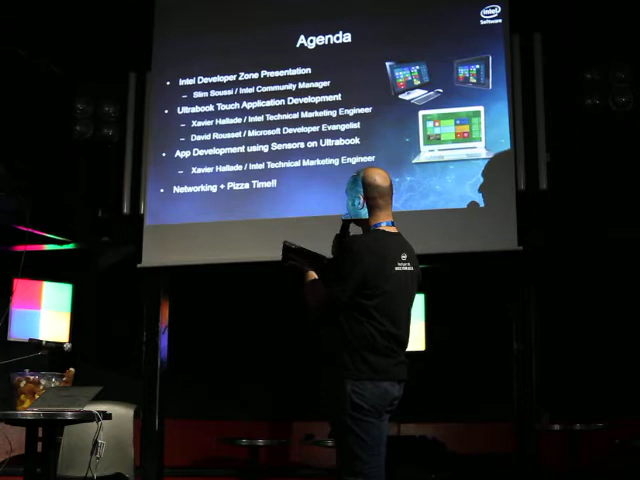 intel
Software
Agenda
• Intel Developer Zone Presentation
– Slim Soussi / Intel Community Manager
• Ultrabook Touch Application Development
– Xavier Hallade / Intel Technical Marketing Engineer
– David Rousset / Microsoft Developer Evangelist
• App Development using Sensors on Ultrabook
– Xavier Hallade / Intel Technical Marketing Engineer
• Networking + Pizza Time!!